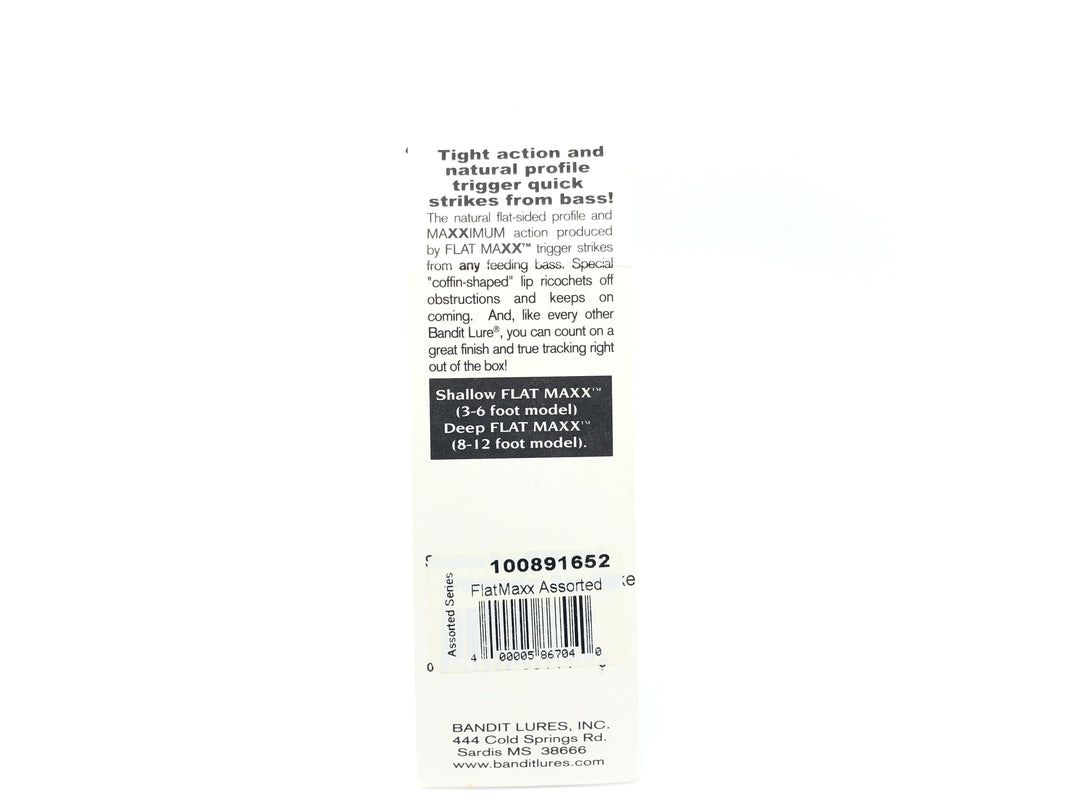 Tight action and
natural profile
trigger quick
strikes from bass!
The natural flat-sided profile and
MAXXIMUM action produced
by FLAT MAXX™ trigger strikes
from any feeding bass. Special
"coffin-shaped" lip ricochets off
obstructions and keeps on
coming. And, like every other
Bandit Lure®, you can count on a
great finish and true tracking right
out of the box!
Shallow FLAT MAXX™
(3-6 foot model)
Deep FLAT MAXX™
(8-12 foot model).
100891652
FlatMaxx Assorted
Assorted Series
4 00005 86704 0
0
BANDIT LURES, INC.
444 Cold Springs Rd.
Sardis MS 38666
www.banditlures.com